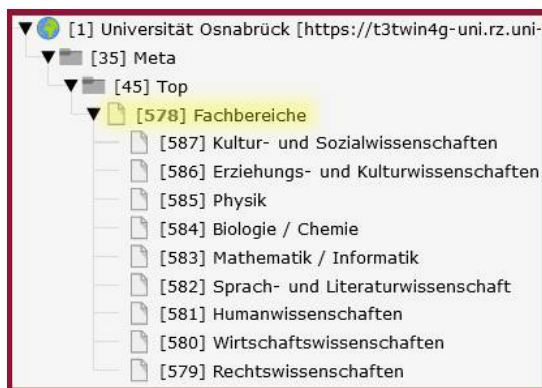 [1] Universität Osnabrück [https://t3twin4g-uni.rz.uni-
[35] Meta
[45] Top
[578] Fachbereiche
[587] Kultur- und Sozialwissenschaften
[586] Erziehungs- und Kulturwissenschaften
[585] Physik
[584] Biologie / Chemie
[583] Mathematik / Informatik
[582] Sprach- und Literaturwissenschaft
[581] Humanwissenschaften
[580] Wirtschaftswissenschaften
[579] Rechtswissenschaften